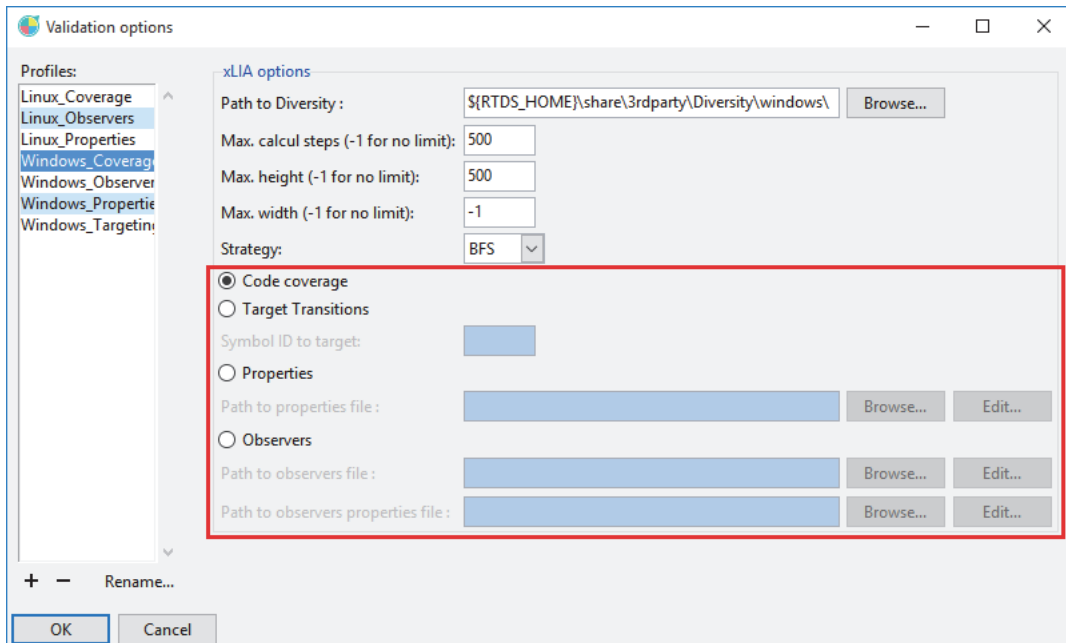 Validation options
Profiles:
Linux_Coverage
Linux_Observers
Linux_Properties
Windows_Coverag
Windows_Observer
Windows_Propertie
Windows_Targetin
+ − Rename...
OK Cancel
xLIA options
Path to Diversity : ${RTDS_HOME}\share\3rdparty\Diversity\windows\ Browse...
Max. calcul steps (-1 for no limit): 500
Max. height (-1 for no limit): 500
Max. width (-1 for no limit): -1
Strategy: BFS
Code coverage
Target Transitions
Symbol ID to target:
Properties
Path to properties file : Browse... Edit...
Observers
Path to observers file : Browse... Edit...
Path to observers properties file : Browse... Edit...